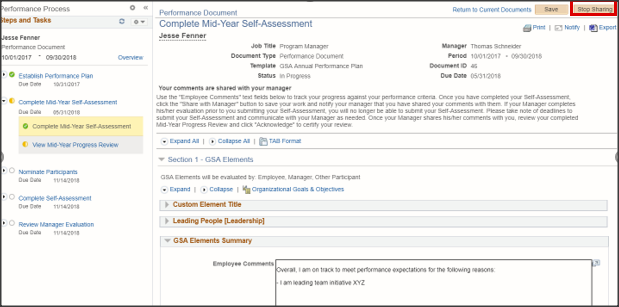 Performance Process
Steps and Tasks
Jesse Fenner
Performance Document
10/01/2017 - 09/30/2018 Overview
Establish Performance Plan
Due Date 10/31/2017
Complete Mid-Year Self-Assessment
Due Date 05/31/2018
Complete Mid-Year Self-Assessment
View Mid-Year Progress Review
Nominate Participants
Due Date 11/14/2018
Complete Self-Assessment
Due Date 11/14/2018
Review Manager Evaluation
Due Date 11/14/2018
Performance Document
Return to Current Documents Save Stop Sharing
Complete Mid-Year Self-Assessment
Print | Notify | Export
Jesse Fenner
Job Title Program Manager Manager Thomas Schneider
Document Type Performance Document Period 10/01/2017 - 09/30/2018
Template GSA Annual Performance Plan Document ID 46
Status In Progress Due Date 05/31/2018
Your comments are shared with your manager
Use the "Employee Comments" text fields below to track your progress against your performance criteria. Once you have completed your Self-Assessment,
click the "Share with Manager" button to save your work and notify your manager that you have shared your comments with them. If your Manager completes
his/her evaluation prior to you submitting your Self-Assessment, you will no longer be able to submit your Self-Assessment. Please take note of deadlines to
submit your Self-Assessment and communicate with your Manager as needed. Once your Manager shares his/her comments with you, review your completed
Mid-Year Progress Review and click "Acknowledge" to certify your review.
Expand All | Collapse All | TAB Format
Section 1 - GSA Elements
GSA Elements will be evaluated by: Employee, Manager, Other Participant
Expand | Collapse | Organizational Goals & Objectives
Custom Element Title
Leading People [Leadership]
GSA Elements Summary
Employee Comments
Overall, I am on track to meet performance expectations for the following reasons:
- I am leading team initiative XYZ